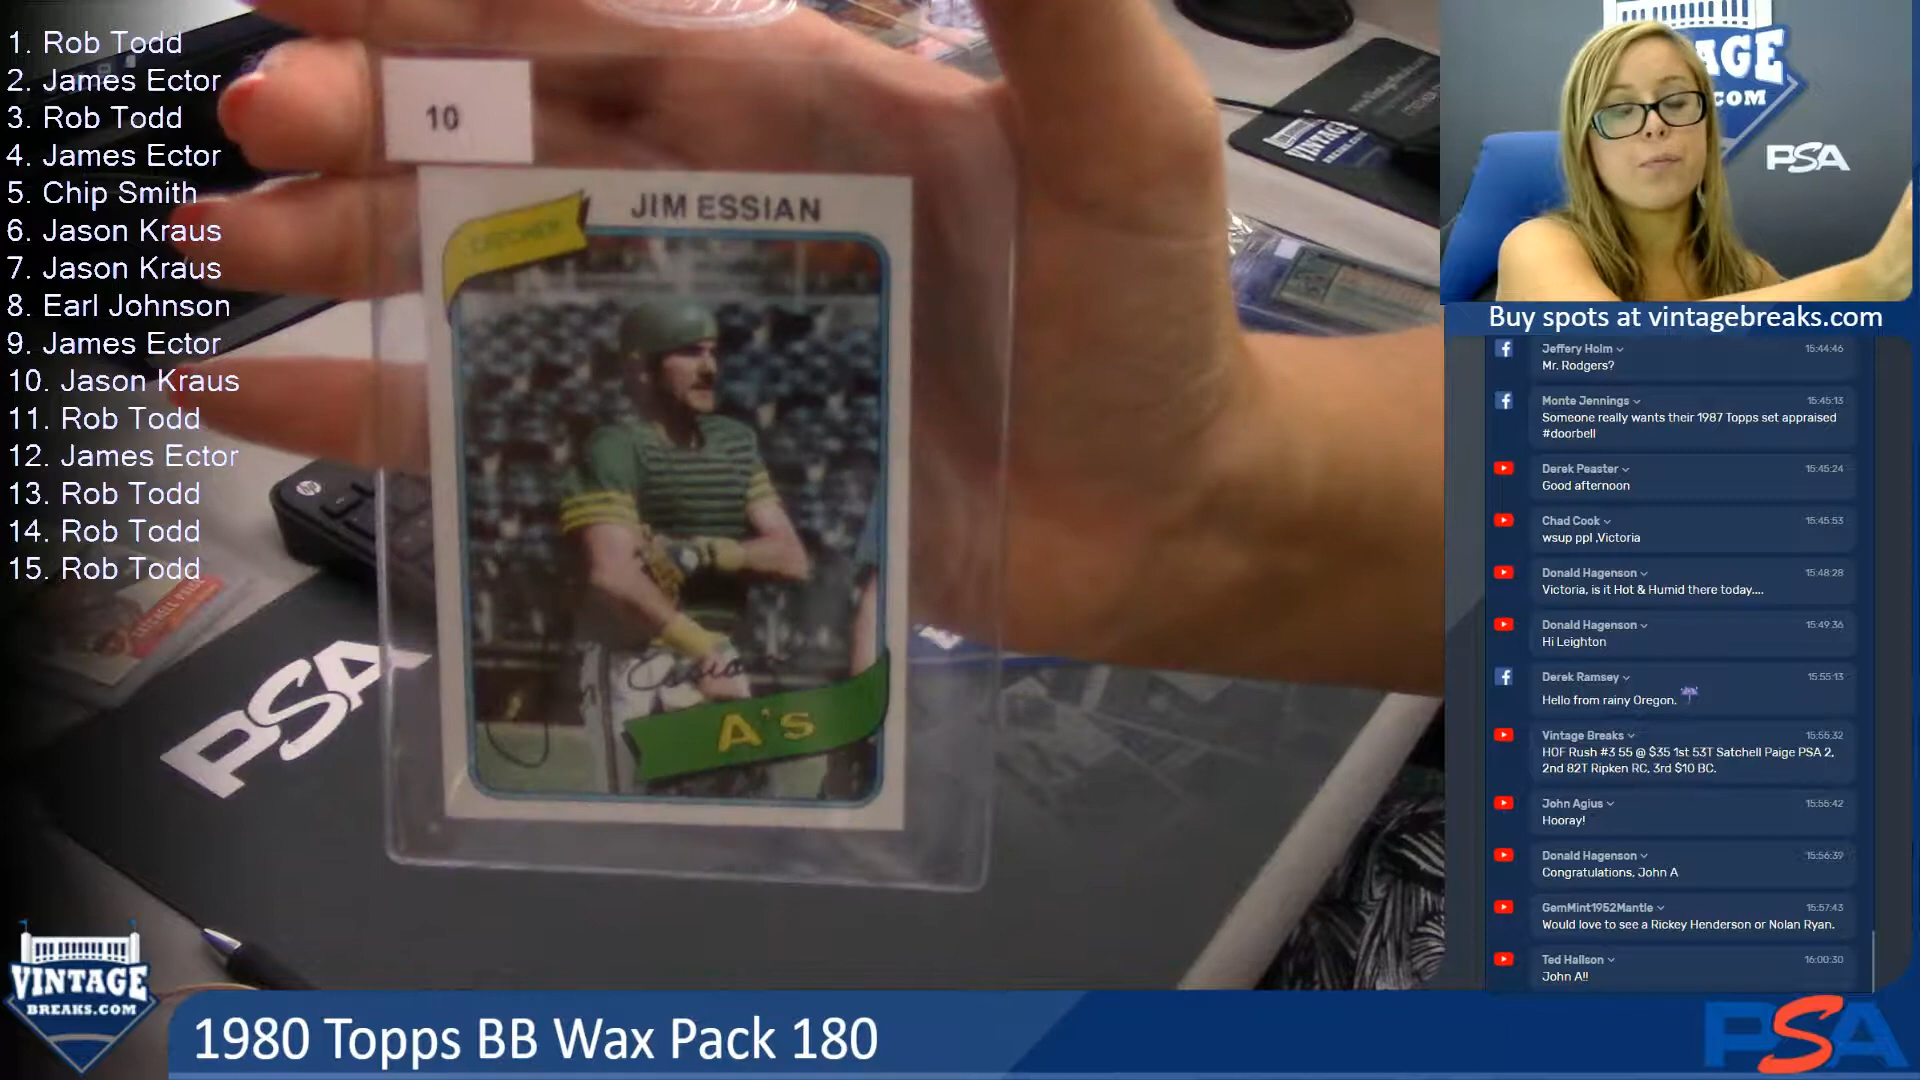 1. Rob Todd
2. James Ector
3. Rob Todd
4. James Ector
5. Chip Smith
6. Jason Kraus
7. Jason Kraus
8. Earl Johnson
9. James Ector
10. Jason Kraus
11. Rob Todd
12. James Ector
13. Rob Todd
14. Rob Todd
15. Rob Todd
10
JIM ESSIAN
CATCHER
A's
PSA
hp
SATCHELL PAIGE
VINTAGE
BREAKS.COM
VINTAGE
AGE
.COM
PSA
Buy spots at vintagebreaks.com
Jeffery Holm 15:44:46
Mr. Rodgers?
Monte Jennings 15:45:13
Someone really wants their 1987 Topps set appraised
#doorbell
Derek Peaster 15:45:24
Good afternoon
Chad Cook 15:45:53
wsup ppl ,Victoria
Donald Hagenson 15:48:28
Victoria, is it Hot & Humid there today....
Donald Hagenson 15:49:36
Hi Leighton
Derek Ramsey 15:55:13
Hello from rainy Oregon.
Vintage Breaks 15:55:32
HOF Rush #3 55 @ $35 1st 53T Satchell Paige PSA 2,
2nd 82T Ripken RC, 3rd $10 BC.
John Agius 15:55:42
Hooray!
Donald Hagenson 15:56:39
Congratulations, John A
GemMint1952Mantle 15:57:43
Would love to see a Rickey Henderson or Nolan Ryan.
Ted Hallson 16:00:30
John A!!
1980 Topps BB Wax Pack 180
PSA